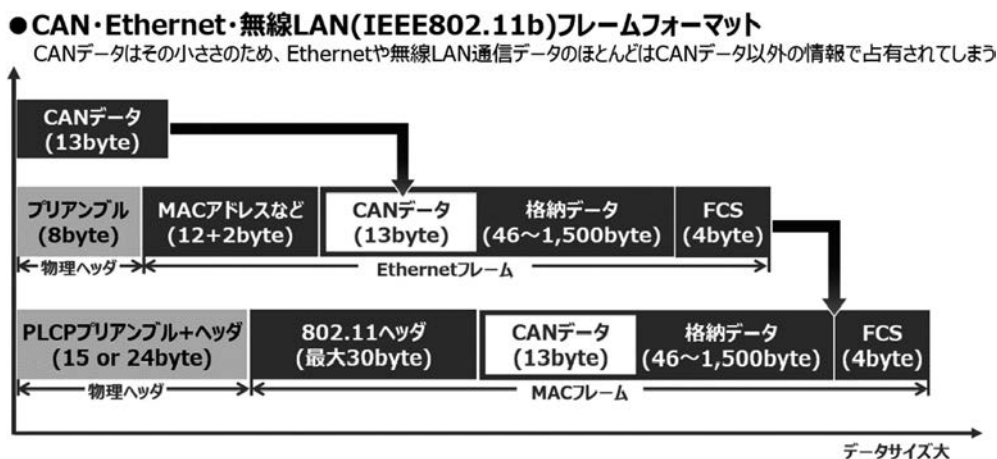 ●CAN・Ethernet・無線LAN(IEEE802.11b)フレームフォーマット
CANデータはその小ささのため、Ethernetや無線LAN通信データのほとんどはCANデータ以外の情報で占有されてしまう
CANデータ
(13byte)
プリアンブル
(8byte)
MACアドレスなど
(12+2byte)
CANデータ
(13byte)
格納データ
(46～1,500byte)
FCS
(4byte)
物理ヘッダ
Ethernetフレーム
PLCPプリアンブル+ヘッダ
(15 or 24byte)
802.11ヘッダ
(最大30byte)
CANデータ
(13byte)
格納データ
(46～1,500byte)
FCS
(4byte)
物理ヘッダ
MACフレーム
データサイズ大